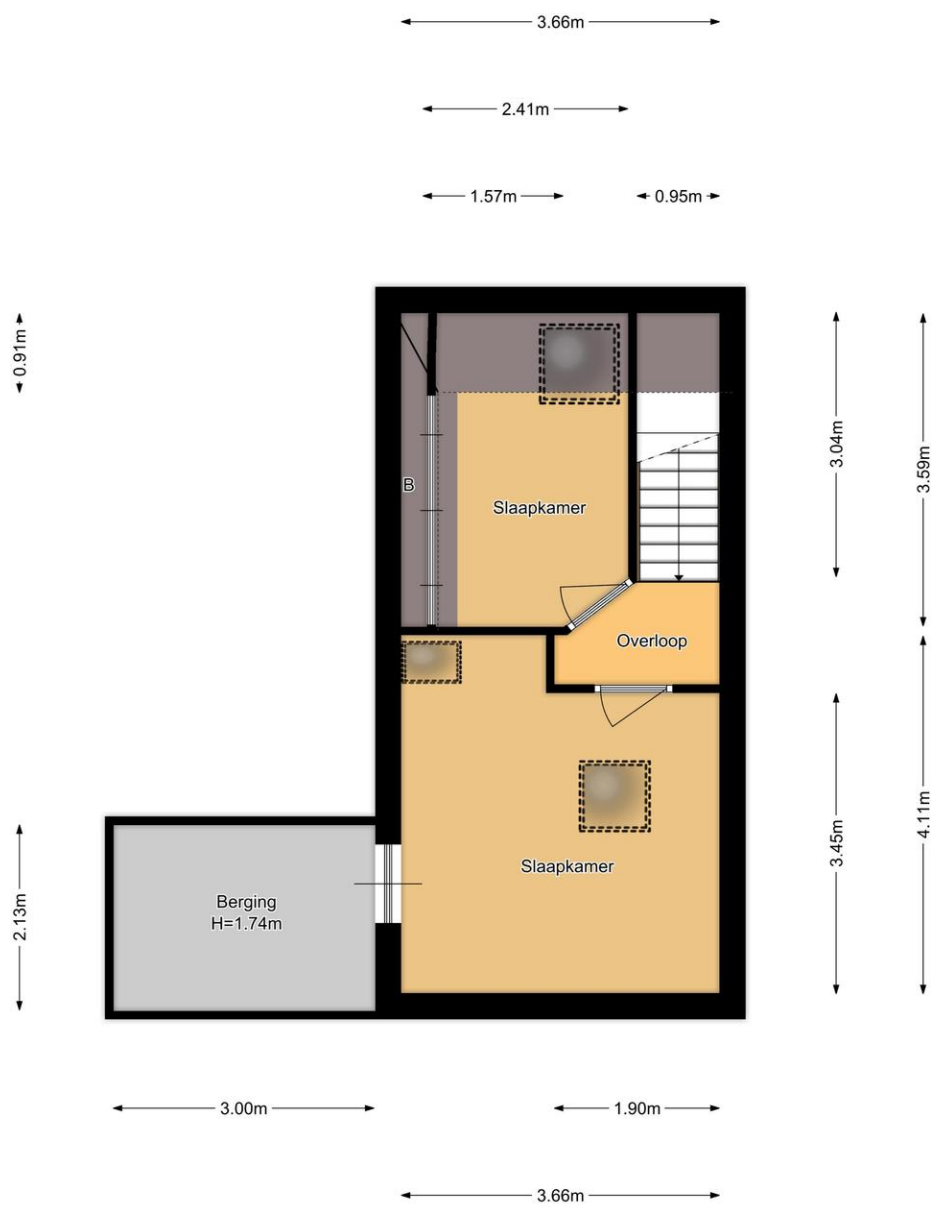 3.66m
2.41m
1.57m
0.95m
0.91m
3.04m
3.59m
B
Slaapkamer
Overloop
Slaapkamer
3.45m
4.11m
2.13m
Berging
H=1.74m
3.00m
1.90m
3.66m